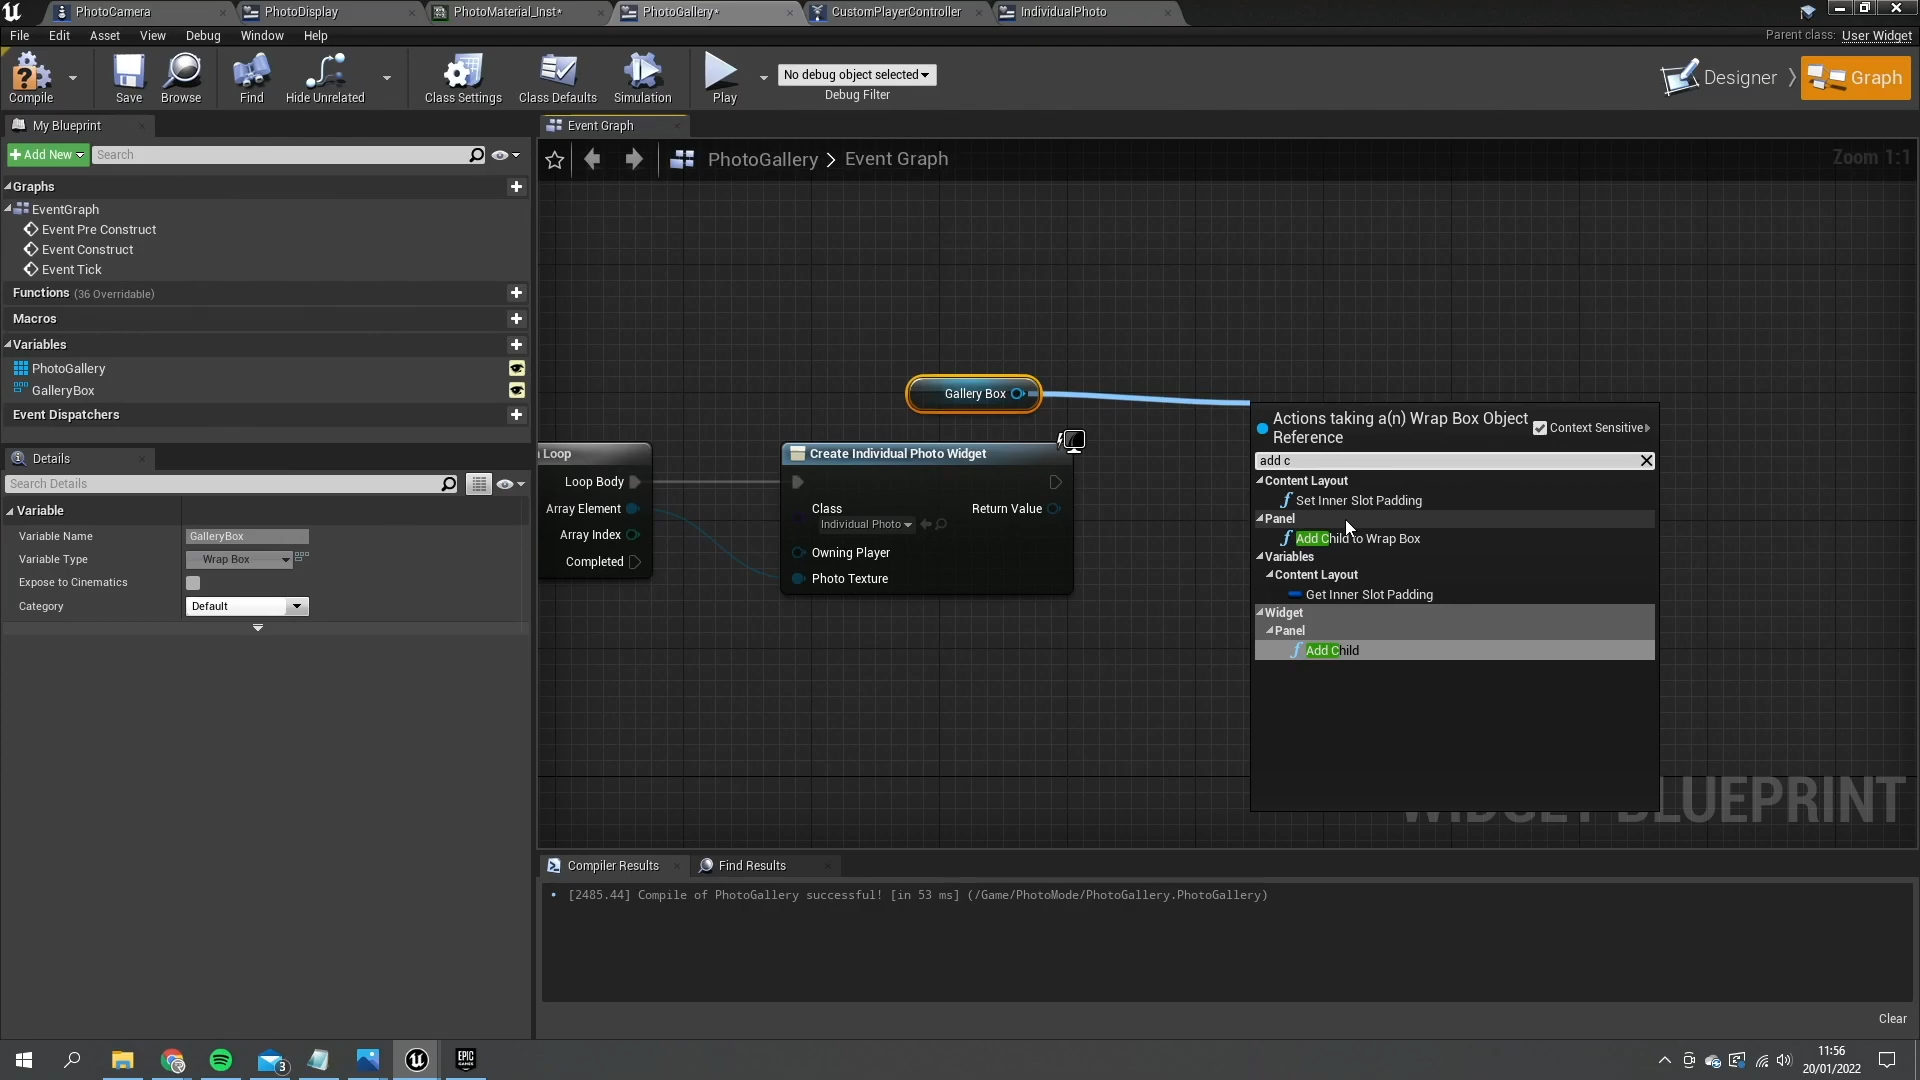 PhotoCamera
PhotoDisplay
PhotoMaterial_Inst*
PhotoGallery*
CustomPlayerController
IndividualPhoto
File Edit Asset View Debug Window Help
Parent class: User Widget
Compile
Save
Browse
Find
Hide Unrelated
Class Settings
Class Defaults
Simulation
Play
No debug object selected
Debug Filter
Designer
Graph
My Blueprint
Event Graph
Add New
Search
PhotoGallery > Event Graph
Zoom 1:1
Graphs
EventGraph
Event Pre Construct
Event Construct
Event Tick
Functions (36 Overridable)
Macros
Variables
PhotoGallery
GalleryBox
Event Dispatchers
Details
Search Details
Variable
Variable Name GalleryBox
Variable Type Wrap Box
Expose to Cinematics
Category Default
Gallery Box
Loop
Loop Body
Array Element
Array Index
Completed
Create Individual Photo Widget
Class
Individual Photo
Return Value
Owning Player
Photo Texture
Actions taking a(n) Wrap Box Object
Reference
Context Sensitive
add c
Content Layout
Set Inner Slot Padding
Panel
Add Child to Wrap Box
Variables
Content Layout
Get Inner Slot Padding
Widget
Panel
Add Child
WIDGET BLUEPRINT
Compiler Results
Find Results
[2485.44] Compile of PhotoGallery successful! [in 53 ms] (/Game/PhotoMode/PhotoGallery.PhotoGallery)
Clear
3
EPIC
GAMES
11:56
20/01/2022